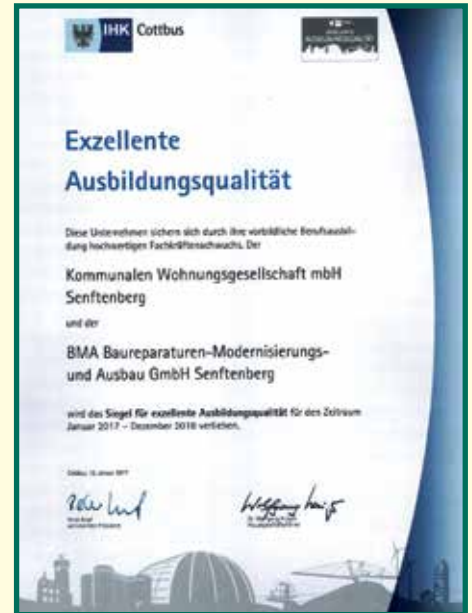 IHK Cottbus
Exzellente
Ausbildungsqualität
Diese Unternehmen sichern sich durch ihre vorbildliche Berufsausbil-
dung hochwertigen Fachkräftenachwuchs. Der
Kommunalen Wohnungsgesellschaft mbH
Senftenberg
und der
BMA Baureparaturen-Modernisierungs-
und Ausbau GmbH Senftenberg
wird das Siegel für exzellente Ausbildungsqualität für den Zeitraum
Januar 2017 – Dezember 2018 verliehen.